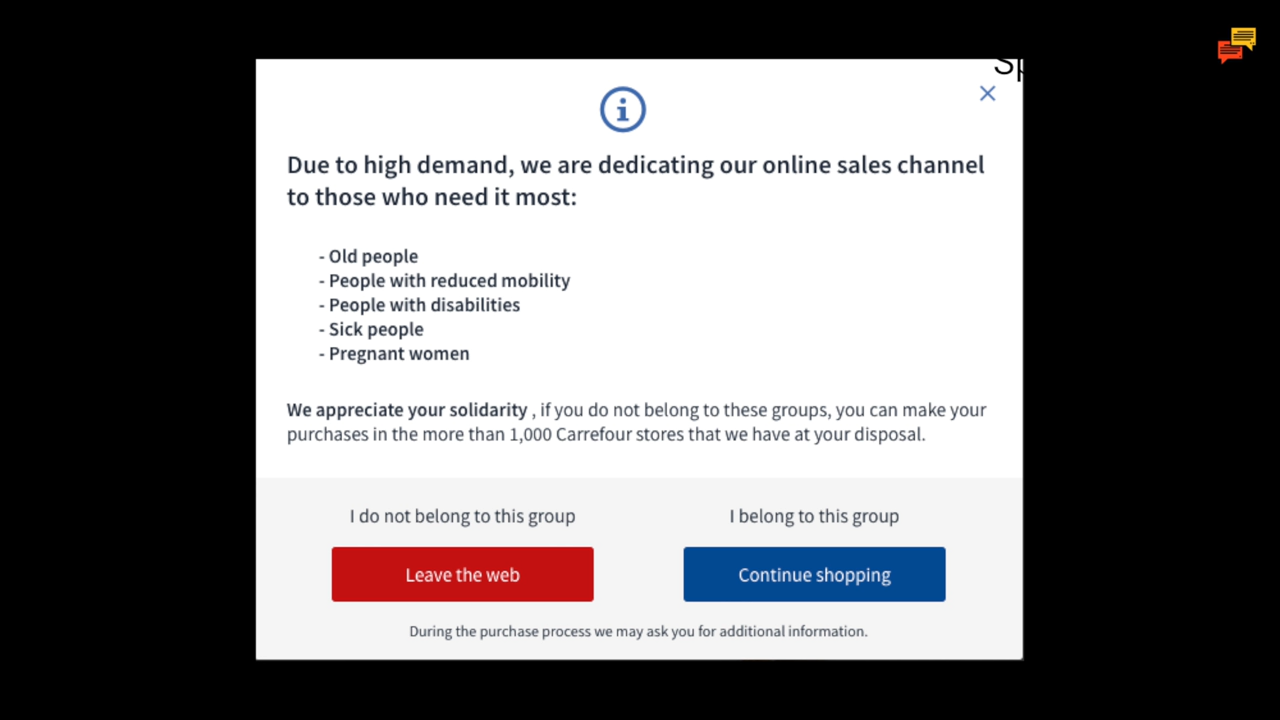 Sp
Due to high demand, we are dedicating our online sales channel
to those who need it most:
- Old people
- People with reduced mobility
- People with disabilities
- Sick people
- Pregnant women
We appreciate your solidarity , if you do not belong to these groups, you can make your
purchases in the more than 1,000 Carrefour stores that we have at your disposal.
I do not belong to this group
I belong to this group
Leave the web
Continue shopping
During the purchase process we may ask you for additional information.